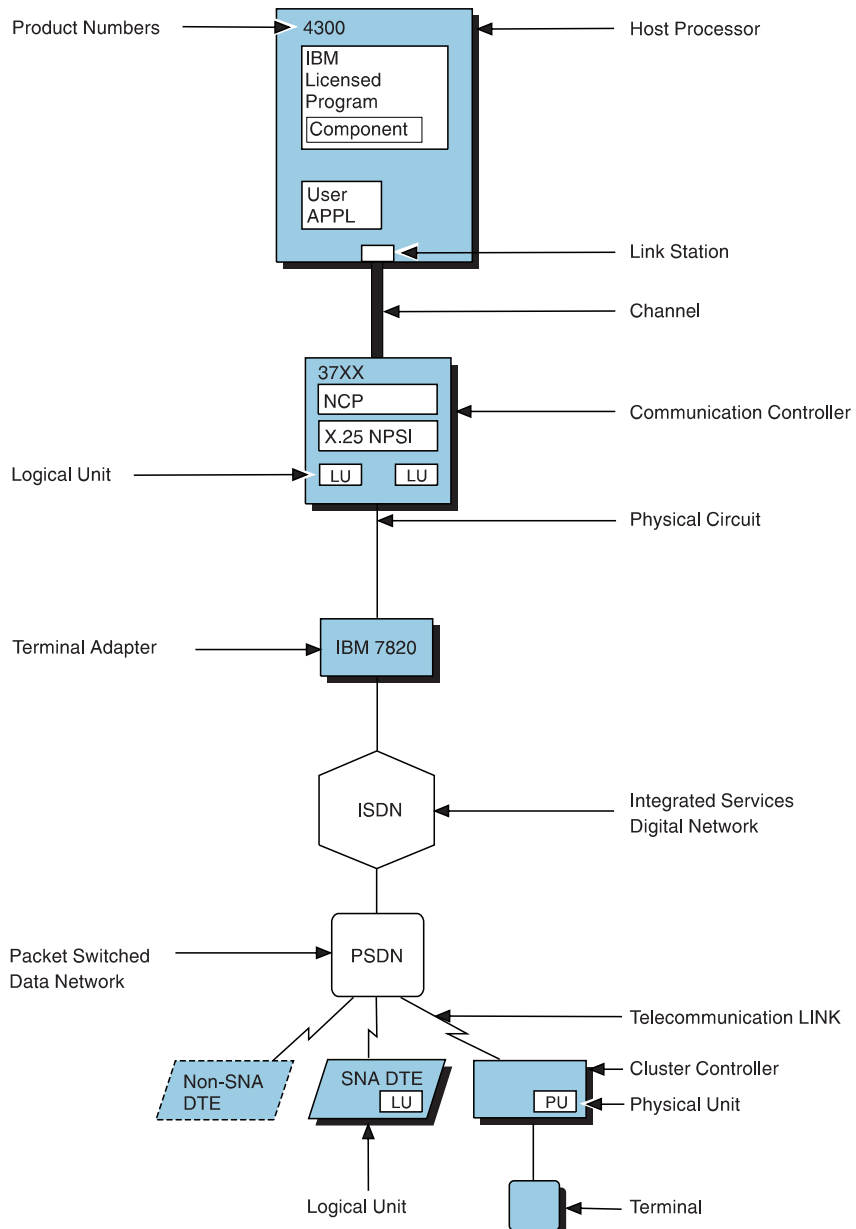 Product Numbers
4300
Host Processor
IBM
Licensed
Program
Component
User
APPL
Link Station
Channel
37XX
NCP
Communication Controller
X.25 NPSI
Logical Unit
LU
LU
Physical Circuit
Terminal Adapter
IBM 7820
ISDN
Integrated Services
Digital Network
Packet Switched
Data Network
PSDN
Telecommunication LINK
Non-SNA
DTE
SNA DTE
LU
Cluster Controller
PU
Physical Unit
Logical Unit
Terminal